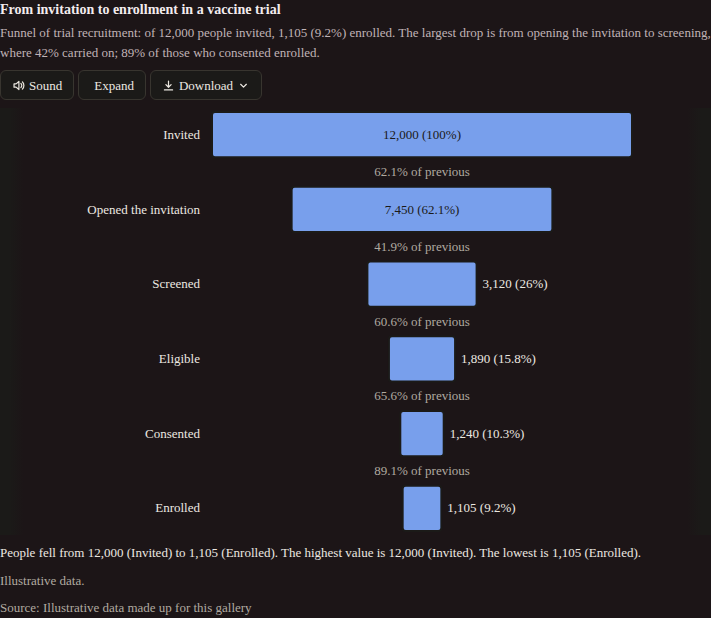 From invitation to enrollment in a vaccine trial
Funnel of trial recruitment: of 12,000 people invited, 1,105 (9.2%) enrolled. The largest drop is from opening the invitation to screening,
where 42% carried on; 89% of those who consented enrolled.
Sound Expand Download
Invited 12,000 (100%)
62.1% of previous
Opened the invitation 7,450 (62.1%)
41.9% of previous
Screened 3,120 (26%)
60.6% of previous
Eligible 1,890 (15.8%)
65.6% of previous
Consented 1,240 (10.3%)
89.1% of previous
Enrolled 1,105 (9.2%)
People fell from 12,000 (Invited) to 1,105 (Enrolled). The highest value is 12,000 (Invited). The lowest is 1,105 (Enrolled).
Illustrative data.
Source: Illustrative data made up for this gallery